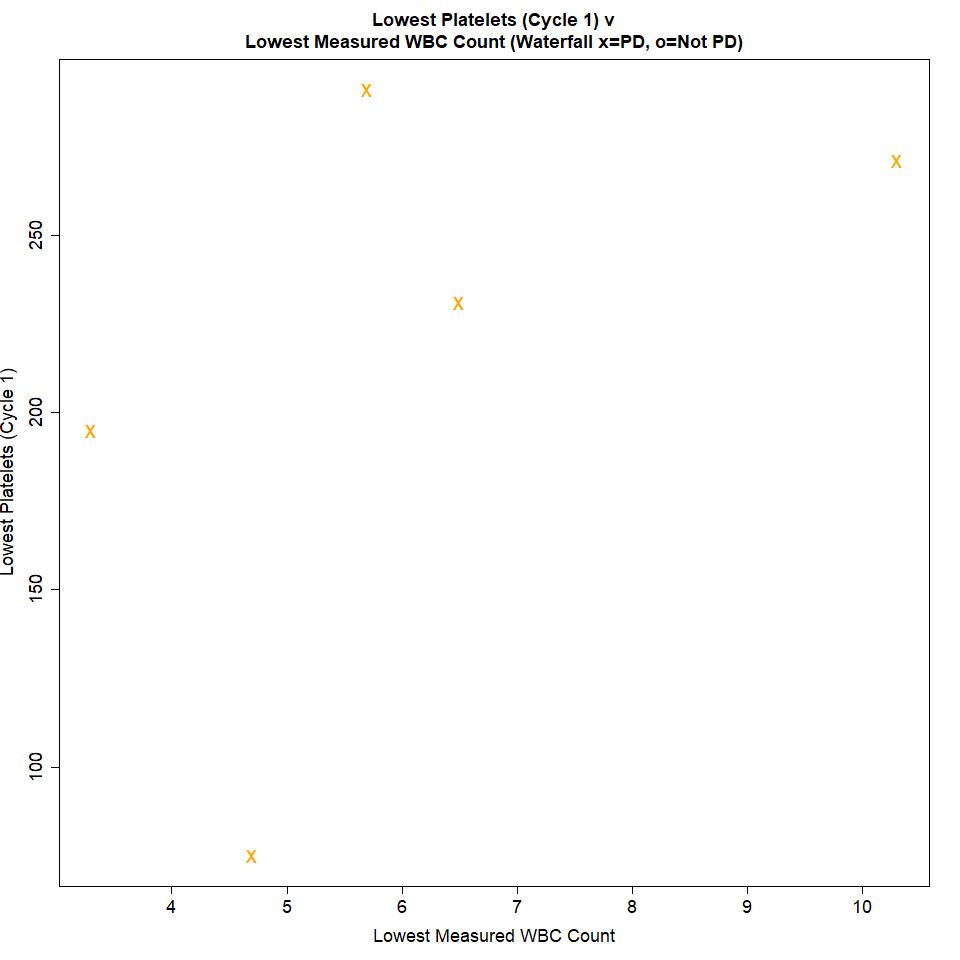 Lowest Platelets (Cycle 1) v
Lowest Measured WBC Count (Waterfall x=PD, o=Not PD)
X
X
X
X
X
Lowest Platelets (Cycle 1)
250
200
150
100
4 5 6 7 8 9 10
Lowest Measured WBC Count